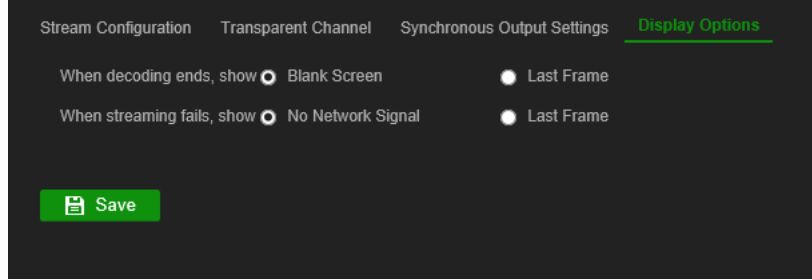 Stream Configuration Transparent Channel Synchronous Output Settings Display Options
When decoding ends, show Blank Screen Last Frame
When streaming fails, show No Network Signal Last Frame
Save